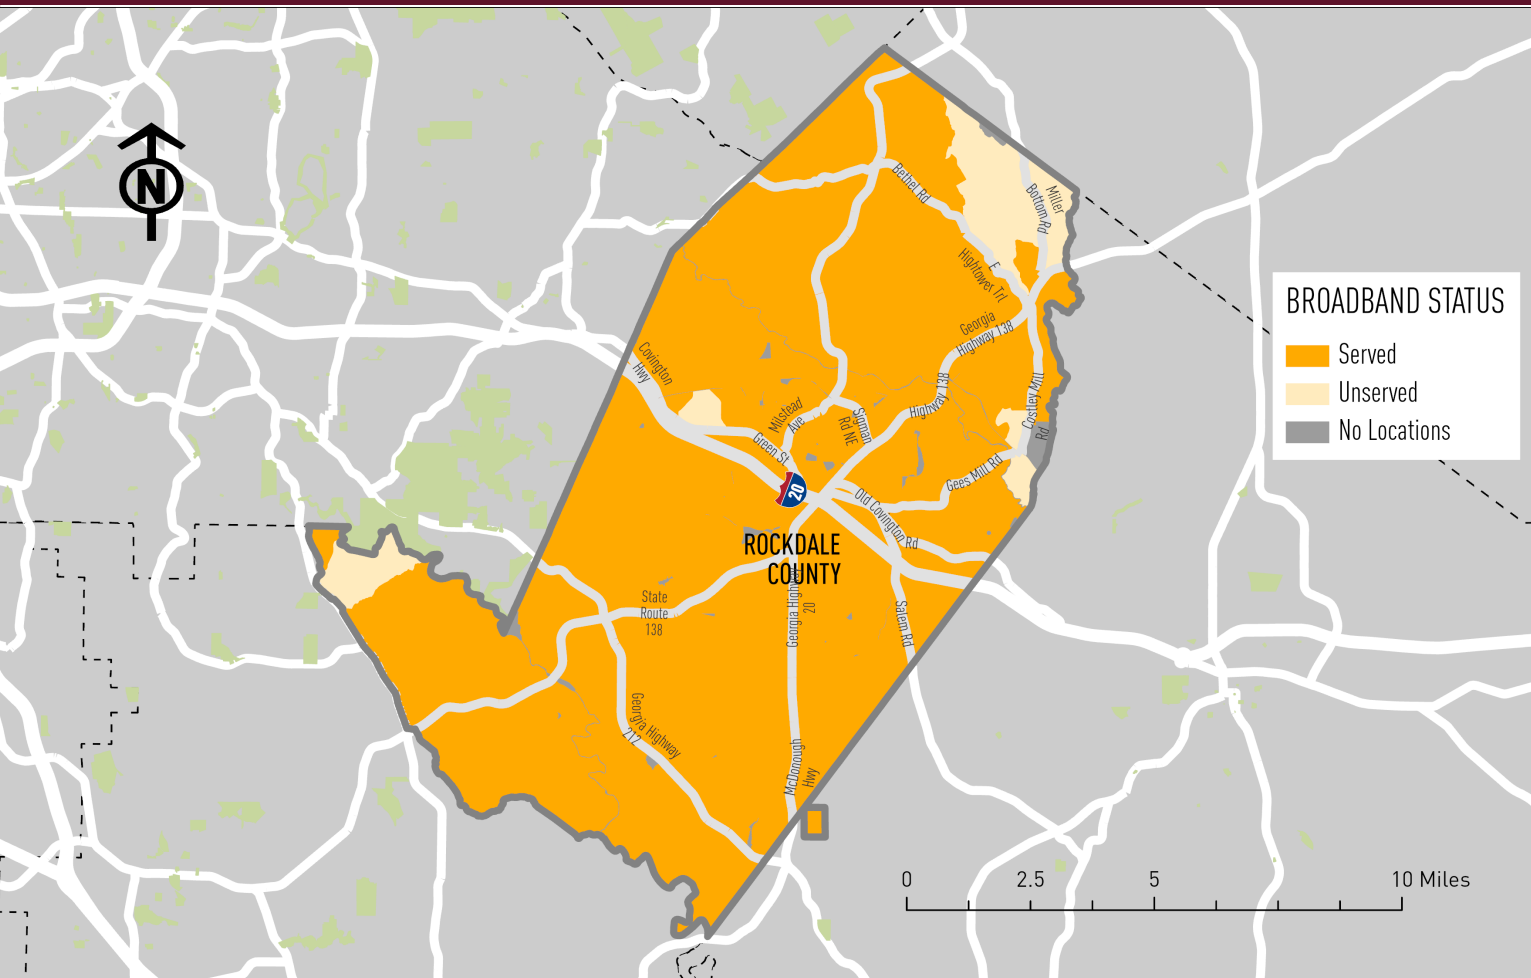 N
Bethel Rd
Miller
Bottom Rd
E
Hightower Trl
Georgia
Highway 138
Covington
Hwy
Highway 138
Costley Mill
Rd
Milstead
Ave
Sigman
Rd NE
Green St
Gees Mill Rd
20
Old Covington Rd
ROCKDALE
COUNTY
State
Route
138
Georgia Highway
20
Salem Rd
Georgia Highway
212
McDonough
Hwy
BROADBAND STATUS
Served
Unserved
No Locations
0 2.5 5 10 Miles